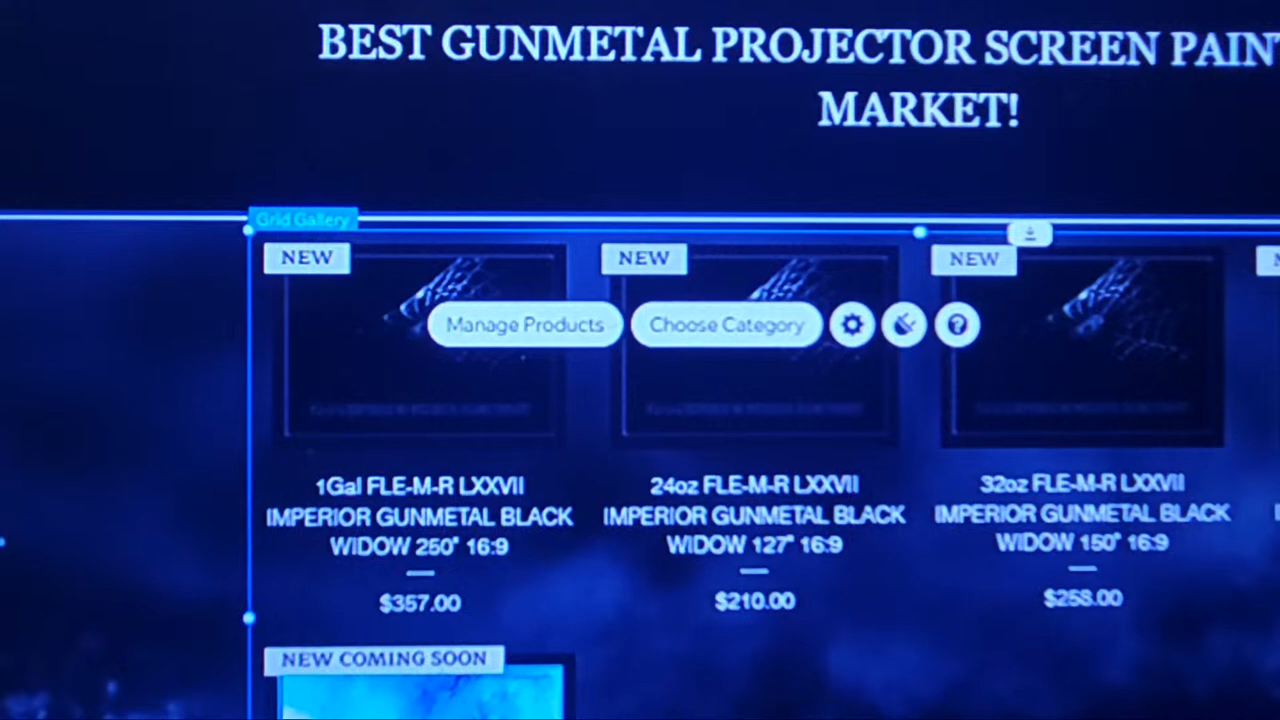 BEST GUNMETAL PROJECTOR SCREEN PAIN
MARKET!
Grid Gallery
NEW
NEW
NEW
Manage Products
Choose Category
?
1Gal FLE-M-R LXXVII
IMPERIOR GUNMETAL BLACK
WIDOW 250" 16:9
$357.00
24oz FLE-M-R LXXVII
IMPERIOR GUNMETAL BLACK
WIDOW 127" 16:9
$210.00
32oz FLE-M-R LXXVII
IMPERIOR GUNMETAL BLACK
WIDOW 150" 16:9
$258.00
NEW COMING SOON